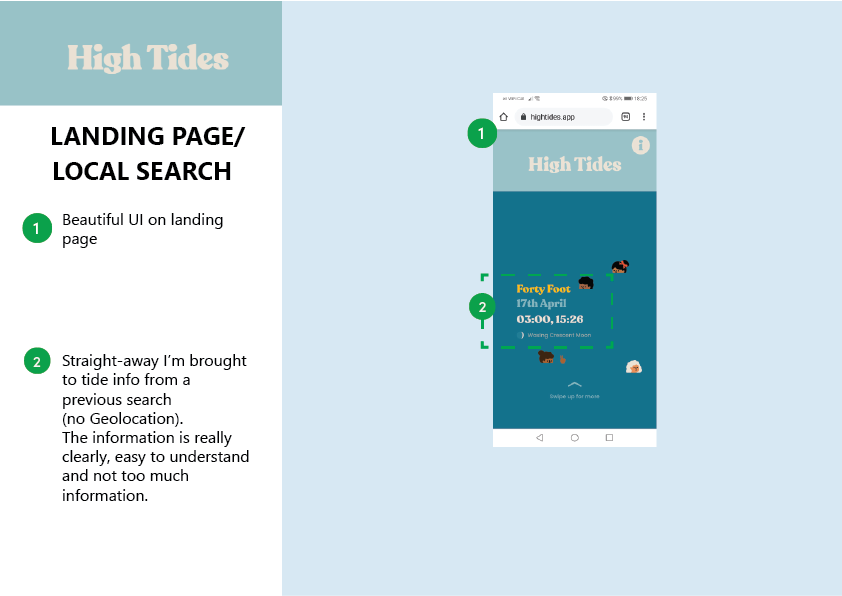 High Tides
LANDING PAGE/
LOCAL SEARCH
1
Beautiful UI on landing
page
2
Straight-away I'm brought
to tide info from a
previous search
(no Geolocation).
The information is really
clearly, easy to understand
and not too much
information.
18:25
hightides.app
1
i
High Tides
2
Forty Foot
17th April
03:00, 15:26
Waxing Crescent Moon
Swipe up for more